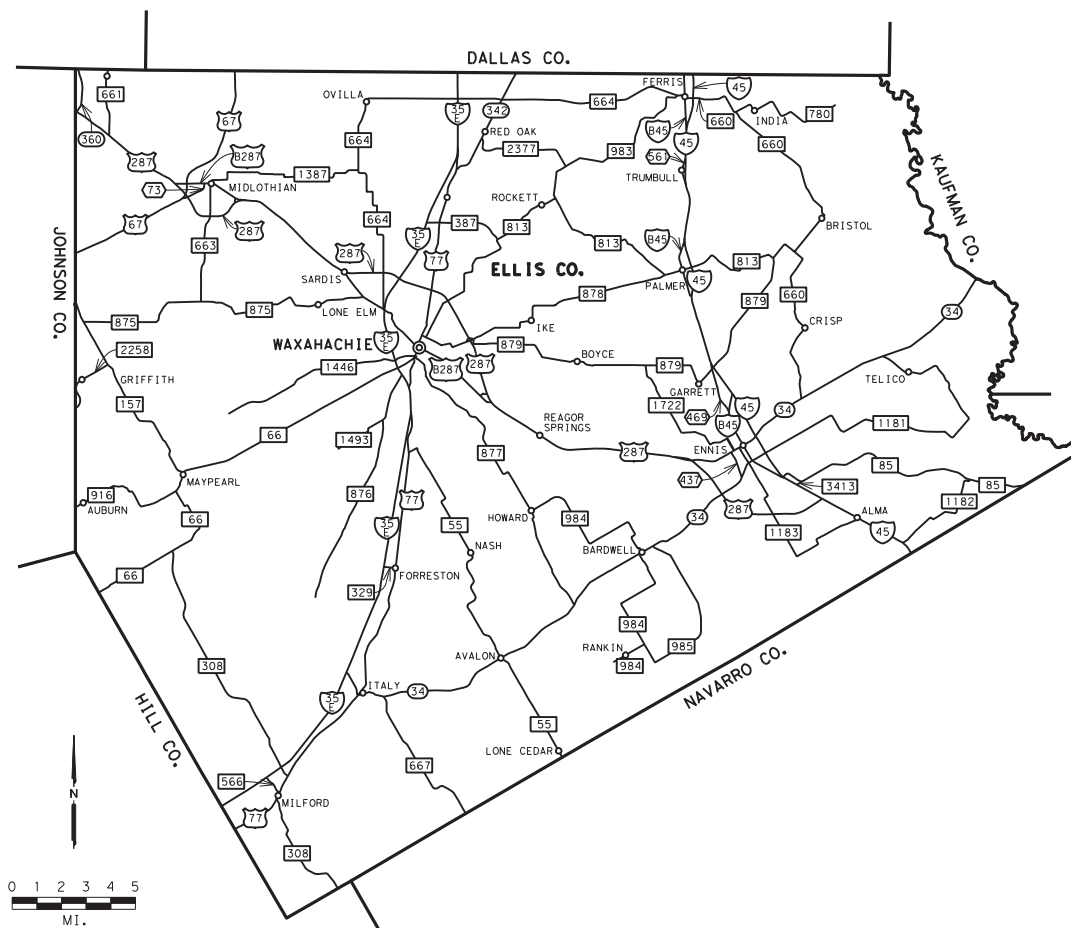 DALLAS CO.
FERRIS
45
661
OVILLA
664
35
E
342
660
INDIA
780
360
67
RED OAK
B45
45
664
2377
983
561
660
287
B287
1387
TRUMBULL
73
MIDLOTHIAN
KAUFMAN CO.
ROCKETT
67
287
664
387
813
BRISTOL
663
35
E
813
B45
JOHNSON CO.
287
77
ELLIS CO.
813
SARDIS
PALMER
45
878
879
660
875
875
LONE ELM
34
IKE
CRISP
WAXAHACHIE
35
E
879
2258
BOYCE
1446
B287
287
879
GRIFFITH
TELICO
GARRETT
157
1722
469
45
34
REAGOR
SPRINGS
B45
1181
66
1493
877
287
ENNIS
MAYPEARL
85
437
3413
85
916
876
77
1182
AUBURN
HOWARD
984
34
287
ALMA
66
35
E
55
1183
45
NASH
BARDWELL
66
FORRESTON
329
984
985
RANKIN
984
AVALON
308
ITALY
34
NAVARRO CO.
35
E
HILL CO.
55
LONE CEDAR
667
566
N
MILFORD
77
308
0 1 2 3 4 5
MI.